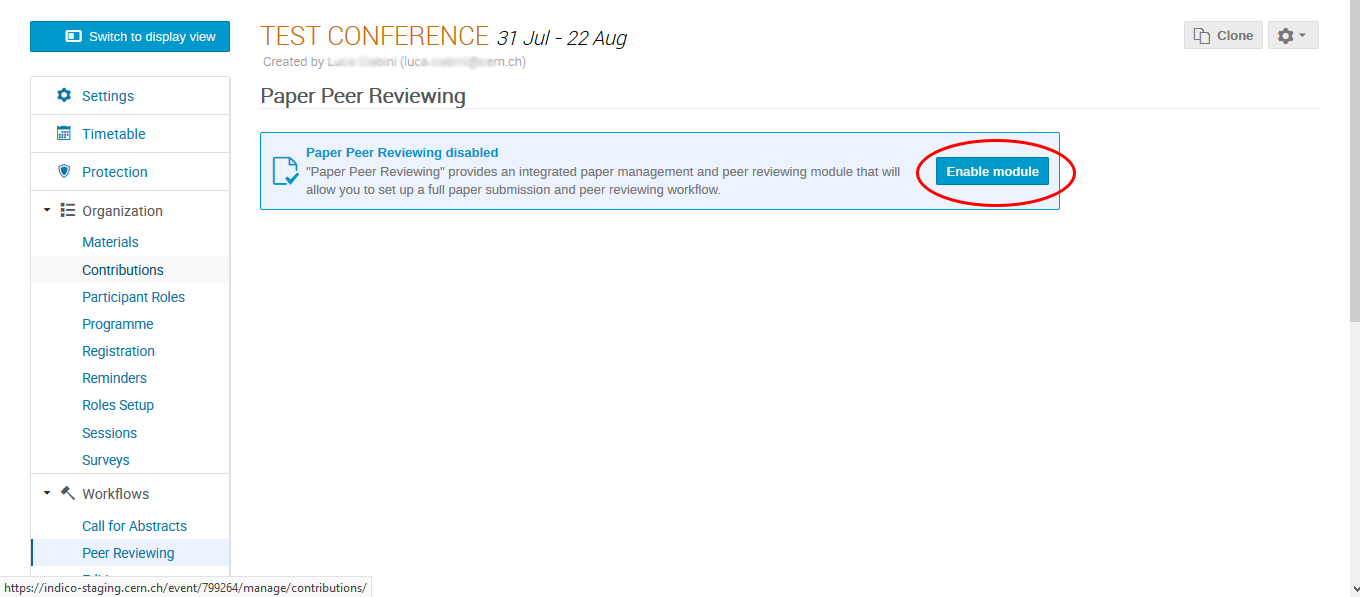 Switch to display view
TEST CONFERENCE 31 Jul - 22 Aug
Clone
Created by
Settings
Paper Peer Reviewing
Timetable
Paper Peer Reviewing disabled
"Paper Peer Reviewing" provides an integrated paper management and peer reviewing module that will
allow you to set up a full paper submission and peer reviewing workflow.
Enable module
Protection
Organization
Materials
Contributions
Participant Roles
Programme
Registration
Reminders
Roles Setup
Sessions
Surveys
Workflows
Call for Abstracts
Peer Reviewing
https://indico-staging.cern.ch/event/799264/manage/contributions/